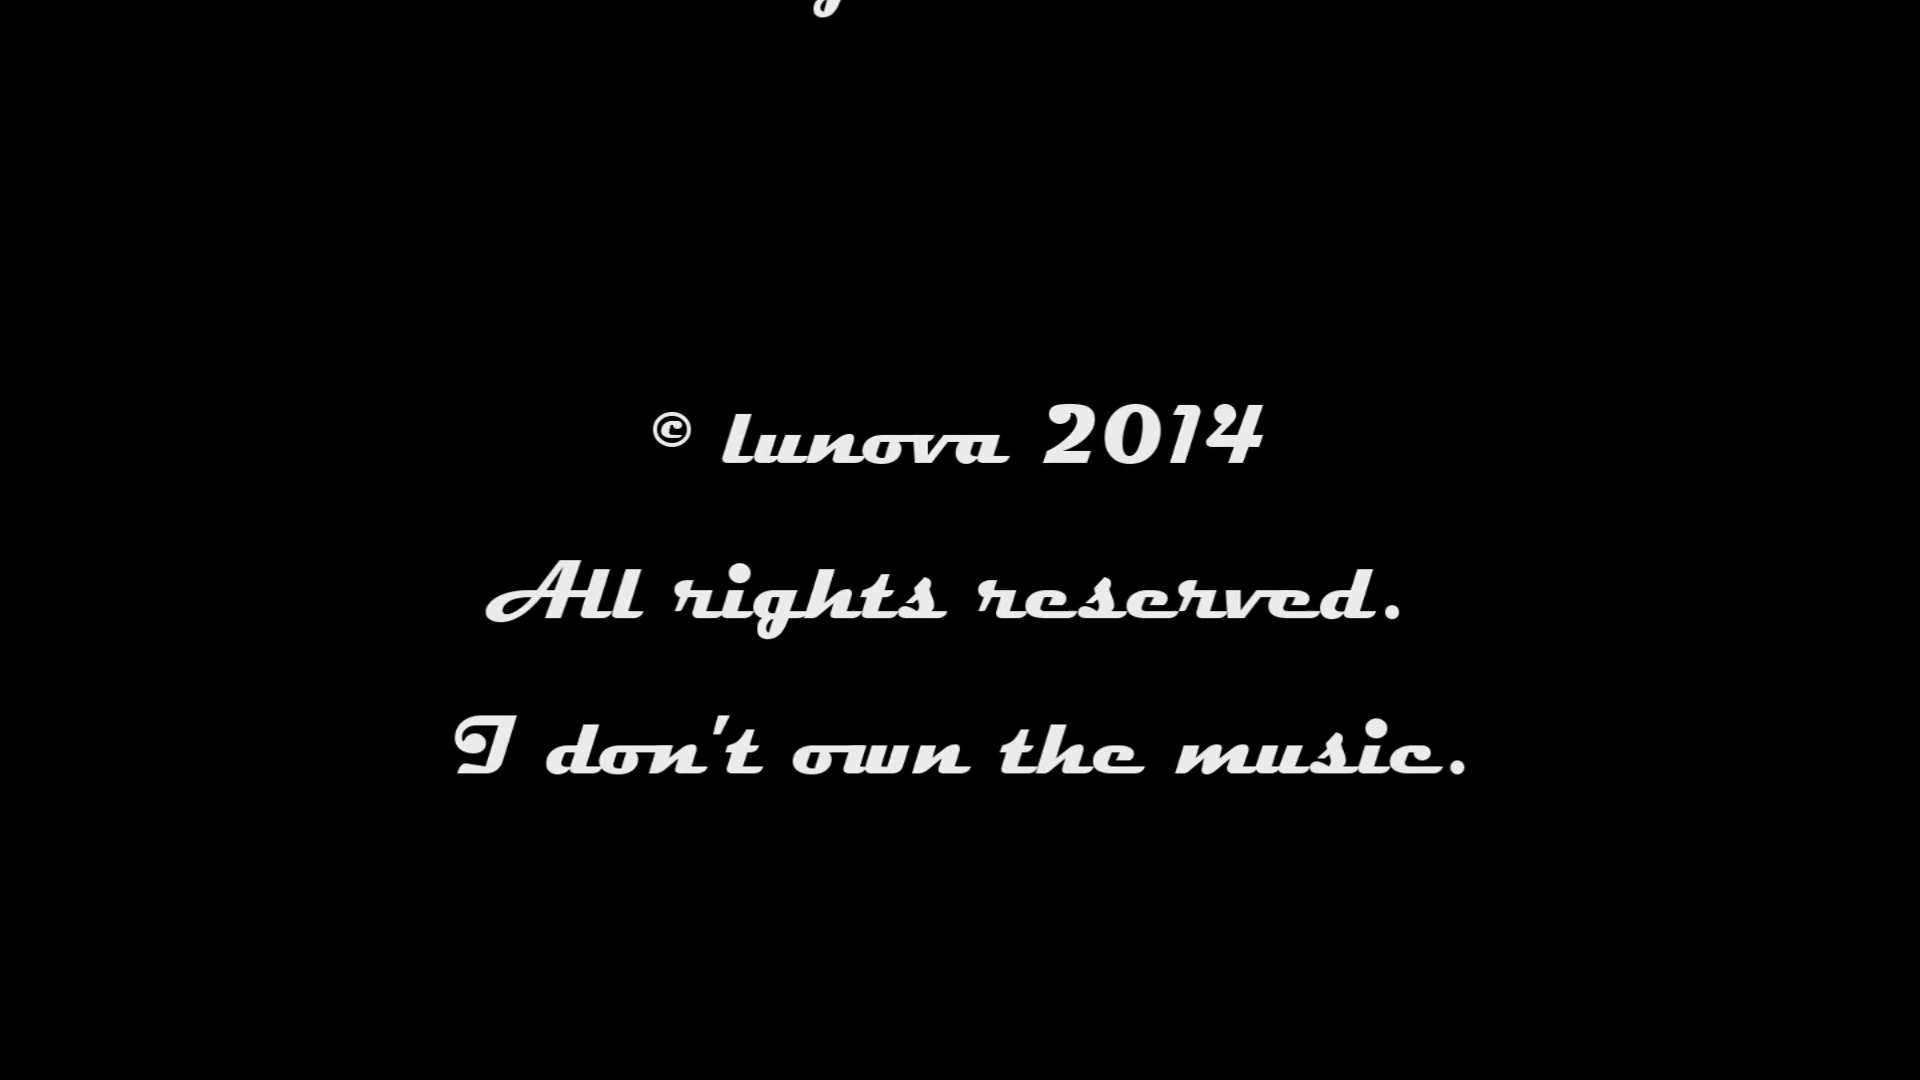 © lunova 2014
All rights reserved.
I don't own the music.